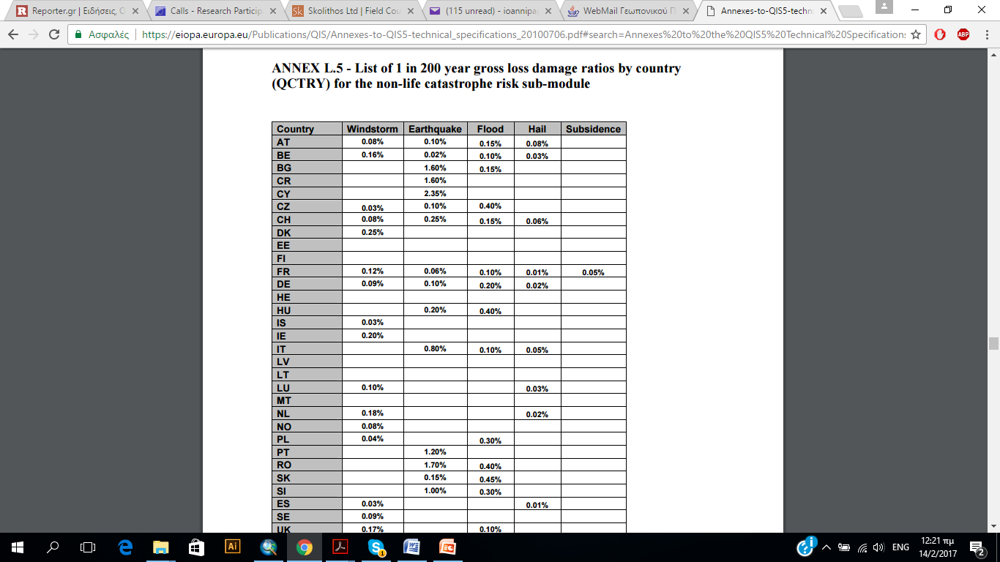 Reporter.gr | Ειδήσεις, Ο
Calls - Research Particip
Skolithos Ltd | Field Cou
(115 unread) - ioannipa
WebMail Γεωπονικού Π
Annexes-to-QIS5-techn
Ασφαλές https://eiopa.europa.eu/Publications/QIS/Annexes-to-QIS5-technical_specifications_20100706.pdf#search=Annexes%20to%20the%20QIS5%20Technical%20Specifications
ABP
ANNEX L.5 - List of 1 in 200 year gross loss damage ratios by country
(QCTRY) for the non-life catastrophe risk sub-module
Country Windstorm Earthquake Flood Hail Subsidence
AT 0.08% 0.10% 0.15% 0.08%
BE 0.16% 0.02% 0.10% 0.03%
BG 1.60% 0.15%
CR 1.60%
CY 2.35%
CZ 0.03% 0.10% 0.40%
CH 0.08% 0.25% 0.15% 0.06%
DK 0.25%
EE
FI
FR 0.12% 0.06% 0.10% 0.01% 0.05%
DE 0.09% 0.10% 0.20% 0.02%
HE
HU 0.20% 0.40%
IS 0.03%
IE 0.20%
IT 0.80% 0.10% 0.05%
LV
LT
LU 0.10% 0.03%
MT
NL 0.18% 0.02%
NO 0.08%
PL 0.04% 0.30%
PT 1.20%
RO 1.70% 0.40%
SK 0.15% 0.45%
SI 1.00% 0.30%
ES 0.03% 0.01%
SE 0.09%
UK 0.17% 0.10%
ENG
12:21 πμ
14/2/2017